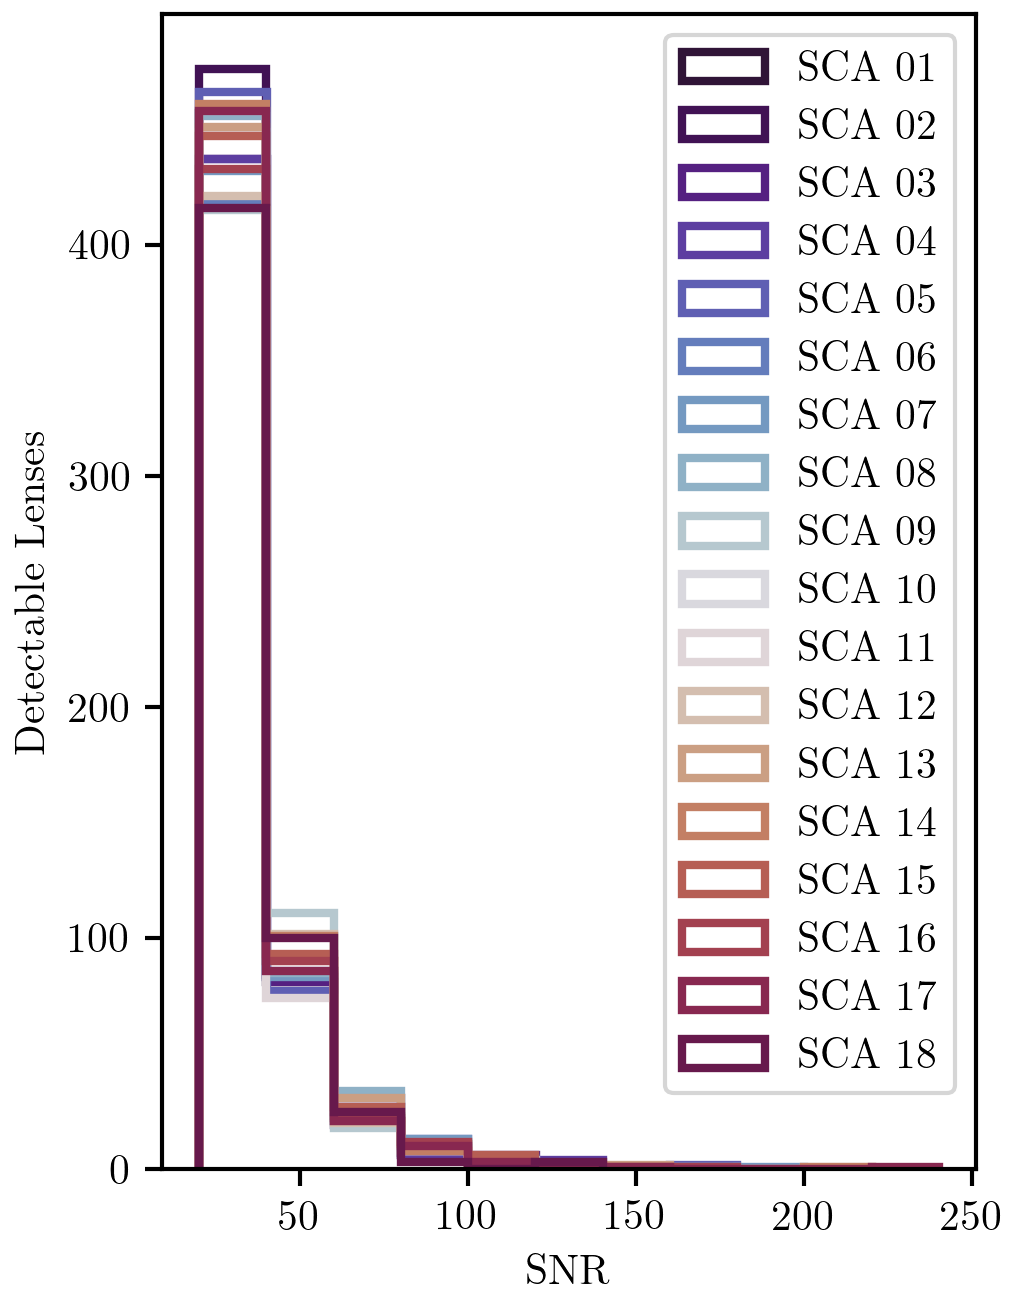 SCA 01
SCA 02
SCA 03
SCA 04
SCA 05
SCA 06
SCA 07
SCA 08
SCA 09
SCA 10
SCA 11
SCA 12
SCA 13
SCA 14
SCA 15
SCA 16
SCA 17
SCA 18
400
300
200
100
0
Detectable Lenses
50
100
150
200
250
SNR